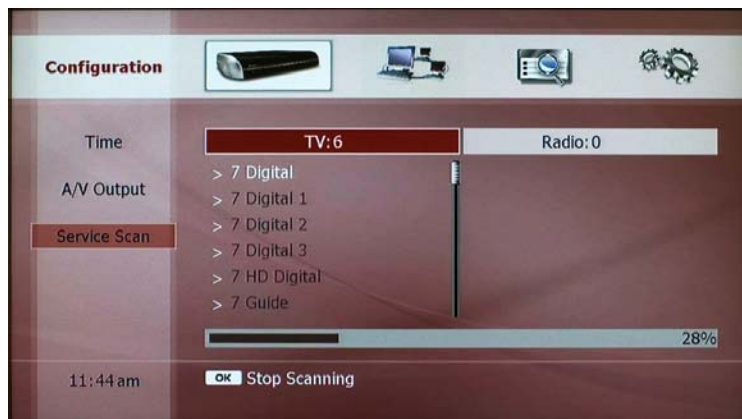 Configuration
Time
A/V Output
Service Scan
TV:6
Radio:0
> 7 Digital
> 7 Digital 1
> 7 Digital 2
> 7 Digital 3
> 7 HD Digital
> 7 Guide
28%
11:44am
OK Stop Scanning